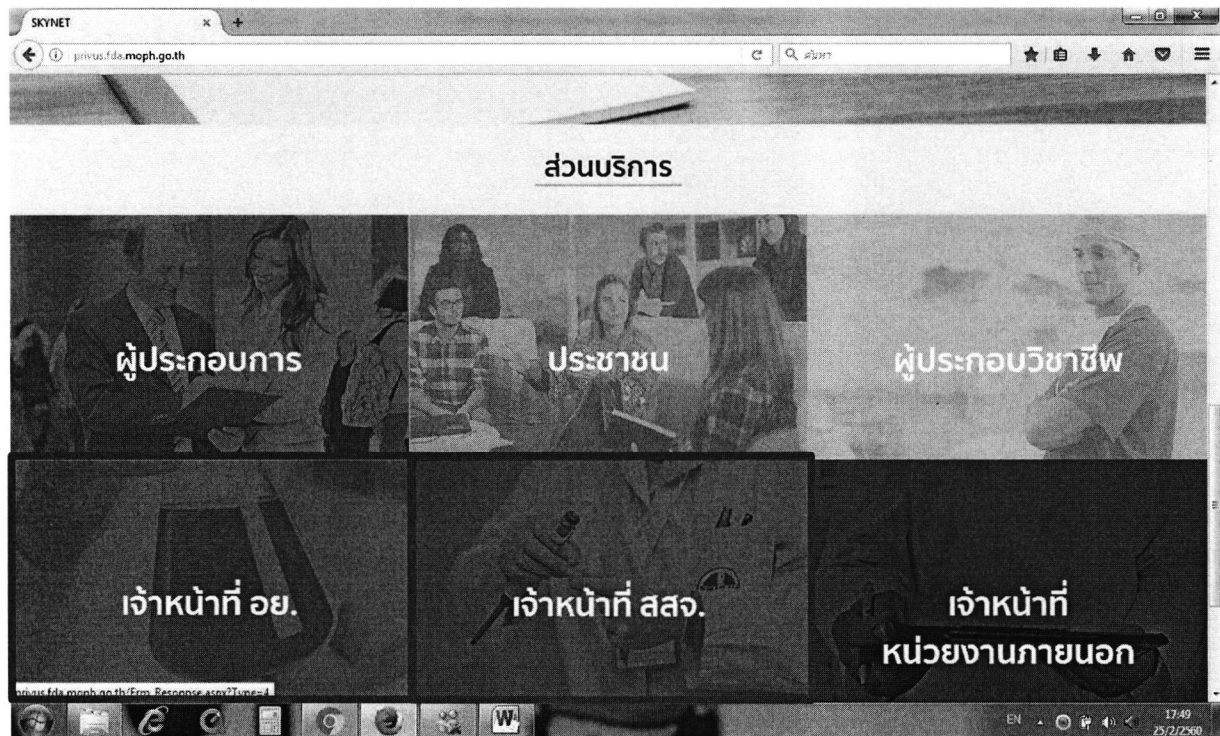 SKYNET
privus.fda.moph.go.th
ค้นหา
ส่วนบริการ
ผู้ประกอบการ
ประชาชน
ผู้ประกอบวิชาชีพ
เจ้าหน้าที่ อย.
เจ้าหน้าที่ สสจ.
เจ้าหน้าที่
หน่วยงานภายนอก
privus.fda.moph.go.th/Frm_Response.aspx?Type=4
EN
17:49
25/2/2560